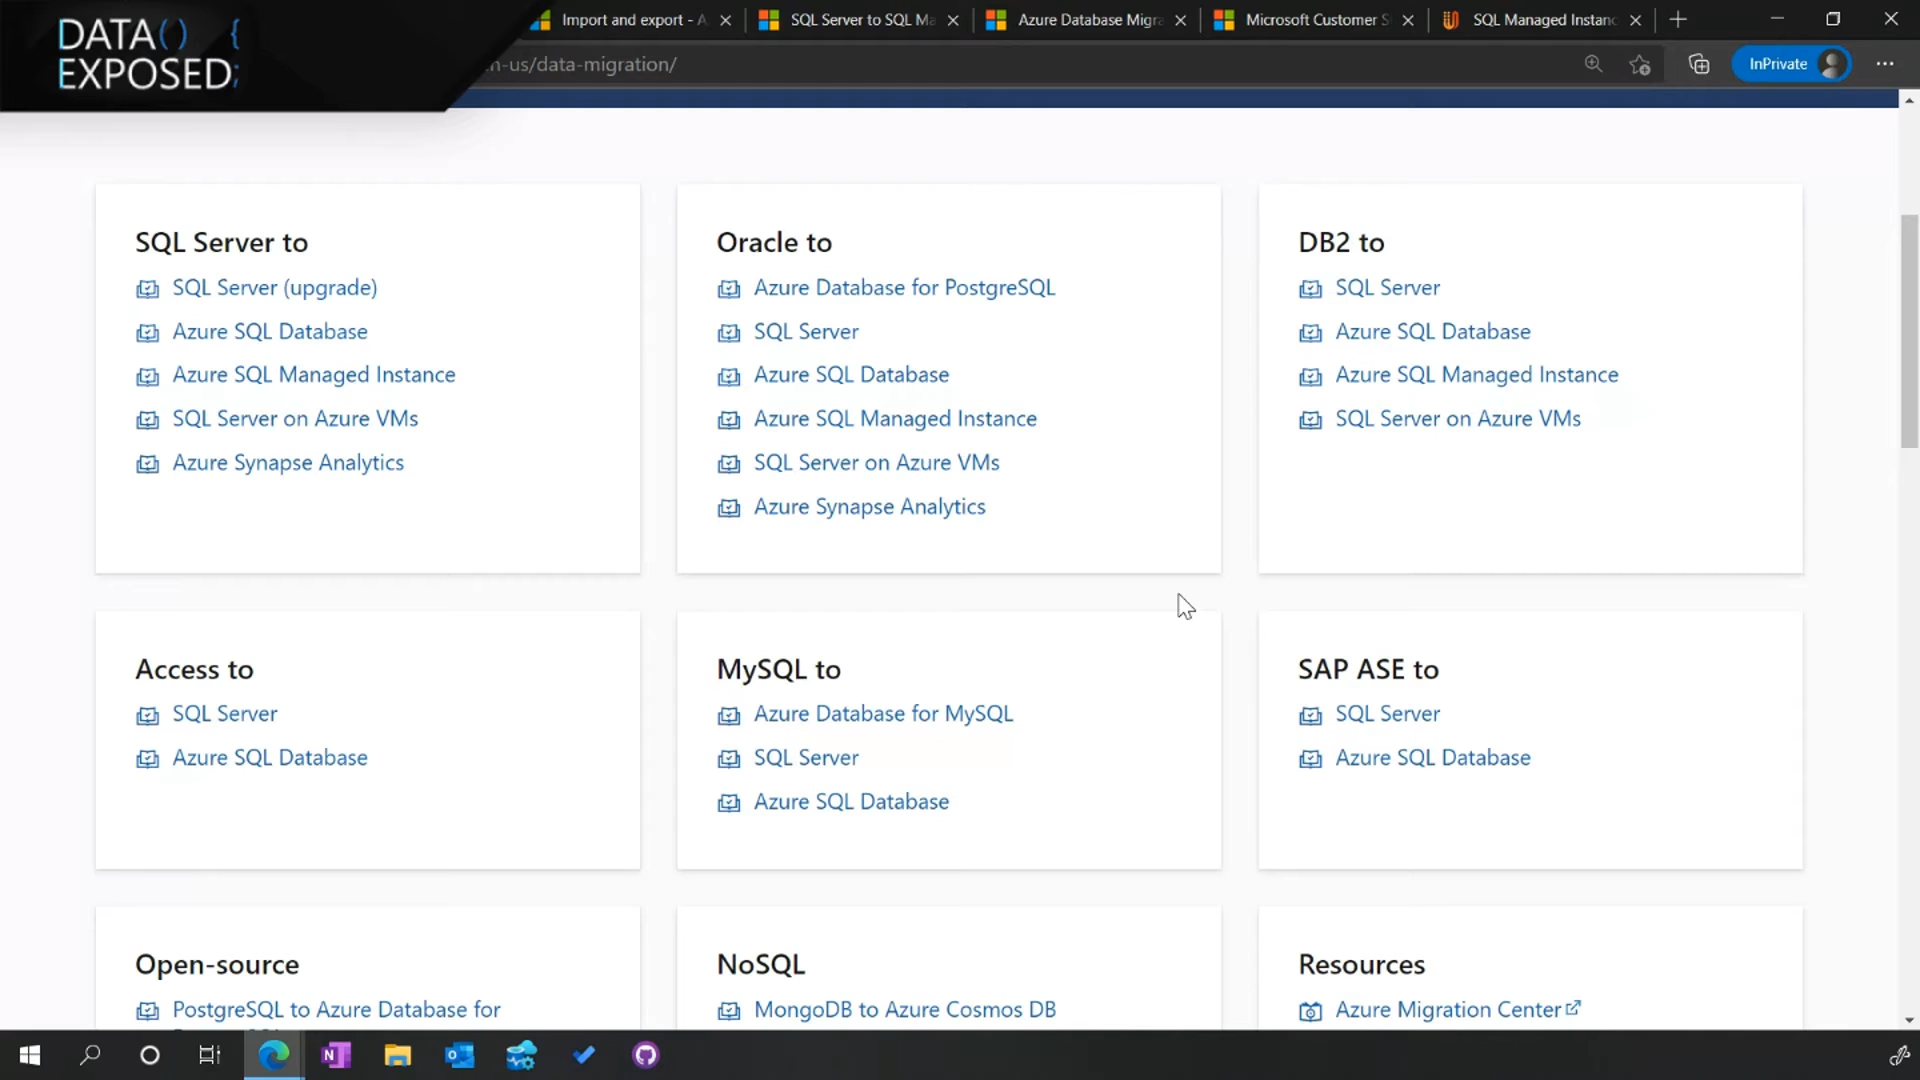 DATA() {
EXPOSED;
Import and export - A
SQL Server to SQL Ma
Azure Database Migra
Microsoft Customer S
SQL Managed Instanc
n-us/data-migration/
InPrivate
SQL Server to
SQL Server (upgrade)
Azure SQL Database
Azure SQL Managed Instance
SQL Server on Azure VMs
Azure Synapse Analytics
Oracle to
Azure Database for PostgreSQL
SQL Server
Azure SQL Database
Azure SQL Managed Instance
SQL Server on Azure VMs
Azure Synapse Analytics
DB2 to
SQL Server
Azure SQL Database
Azure SQL Managed Instance
SQL Server on Azure VMs
Access to
SQL Server
Azure SQL Database
MySQL to
Azure Database for MySQL
SQL Server
Azure SQL Database
SAP ASE to
SQL Server
Azure SQL Database
Open-source
PostgreSQL to Azure Database for
NoSQL
MongoDB to Azure Cosmos DB
Resources
Azure Migration Center